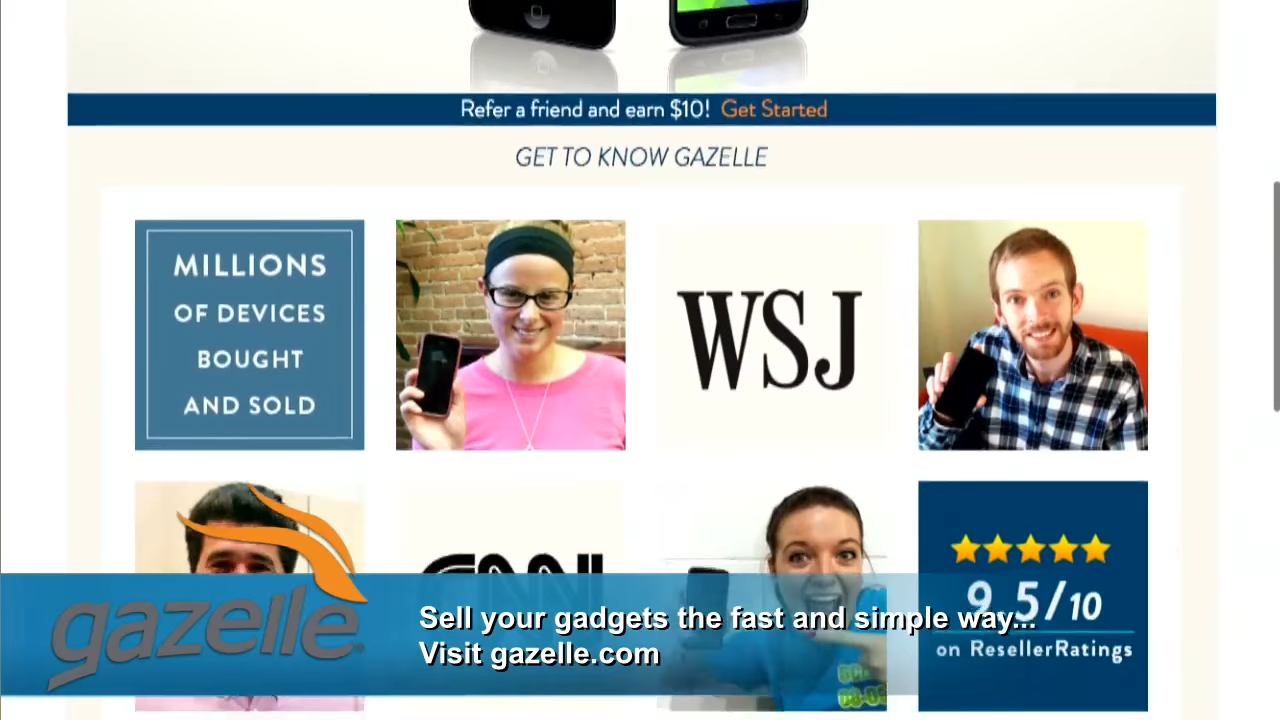 Refer a friend and earn $10! Get Started
GET TO KNOW GAZELLE
MILLIONS
OF DEVICES
BOUGHT
AND SOLD
WSJ
CNN
9.5/10
on ResellerRatings
gazelle
Sell your gadgets the fast and simple way...
Visit gazelle.com